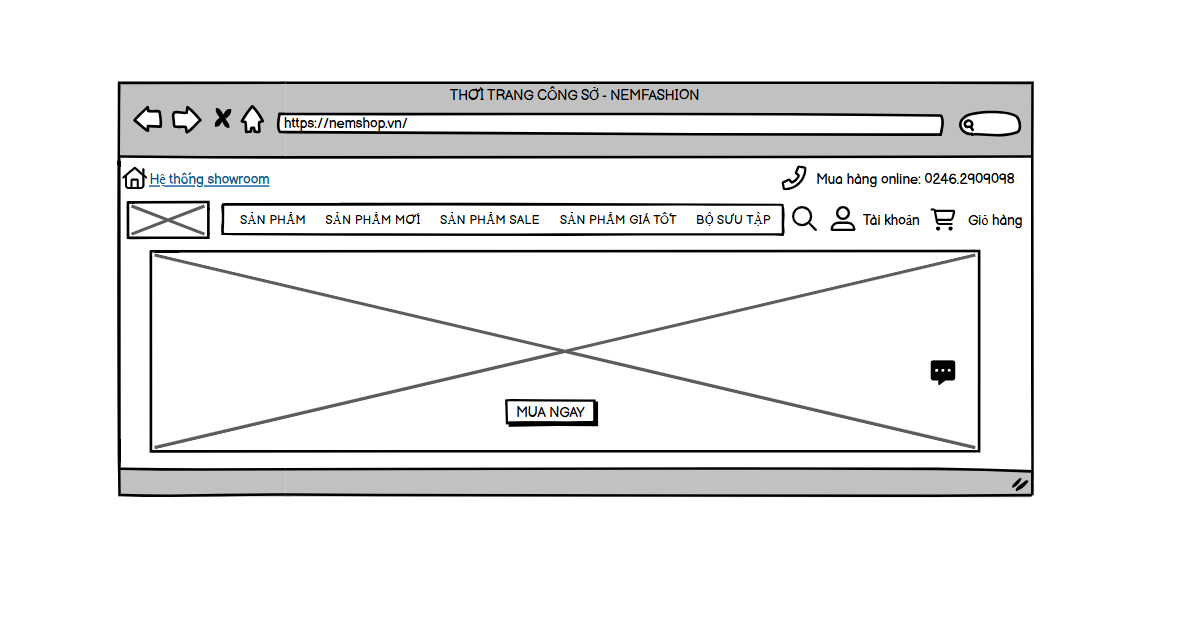 THỜI TRANG CÔNG SỞ - NEMFASHION
https://nemshop.vn/
Hệ thống showroom
Mua hàng online: 0246.2909098
SẢN PHẨM SẢN PHẨM MỚI SẢN PHẨM SALE SẢN PHẨM GIÁ TỐT BỘ SƯU TẬP
Tài khoản
Giỏ hàng
MUA NGAY